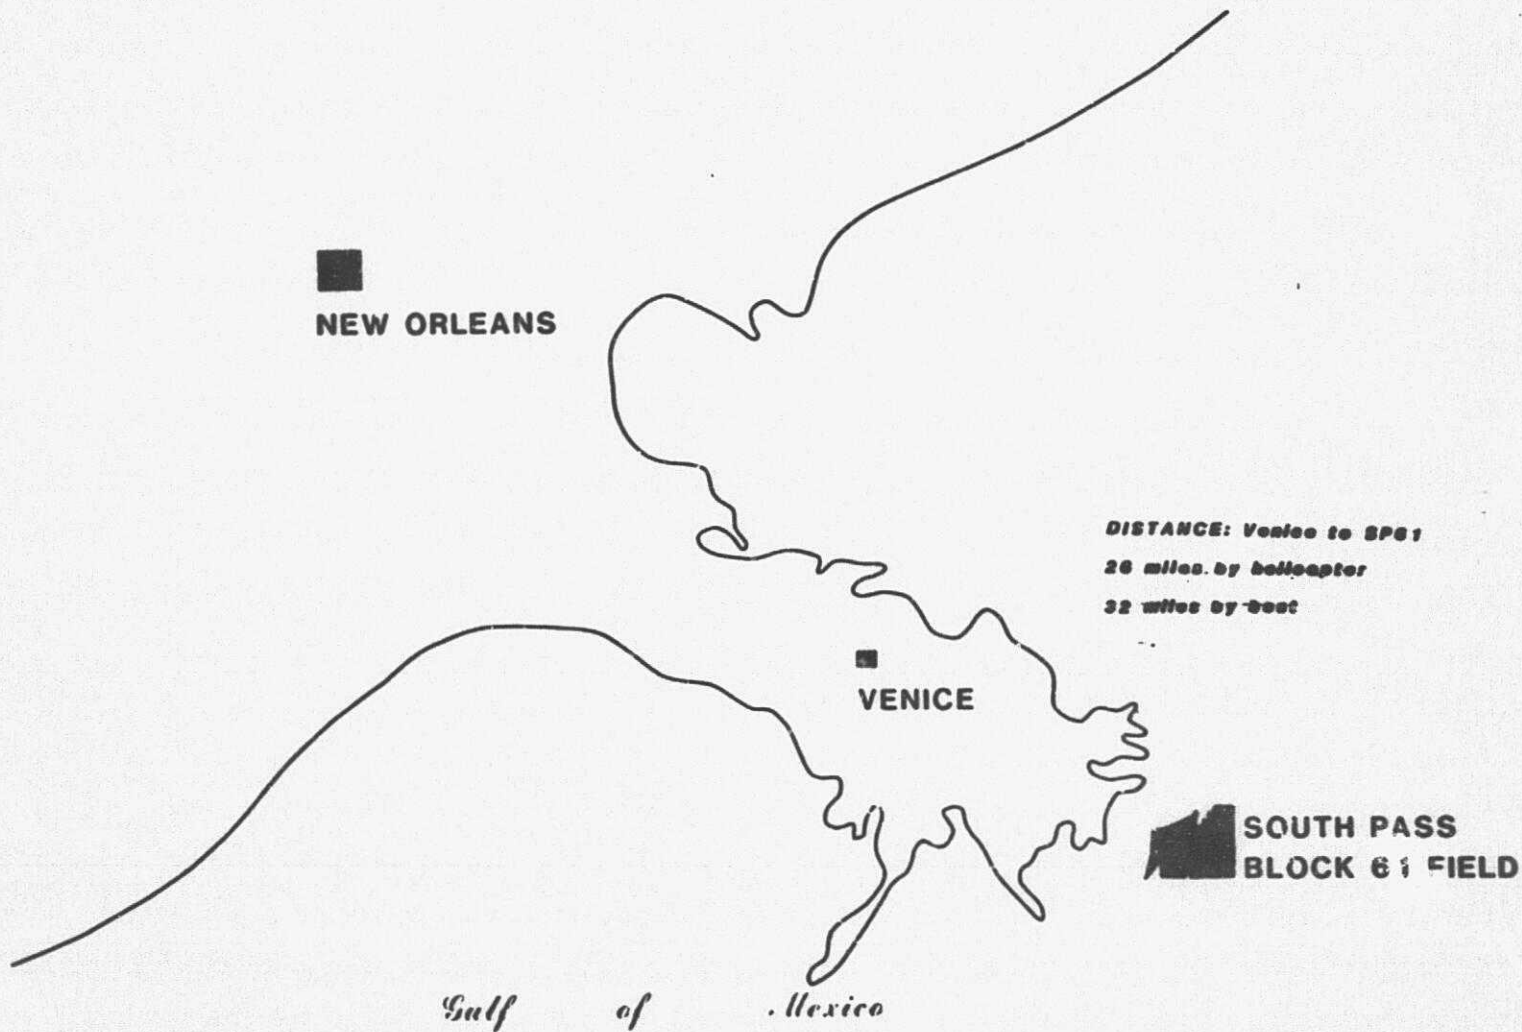 NEW ORLEANS
DISTANCE: Venice to SP61
26 miles by helicopter
32 miles by boat
VENICE
SOUTH PASS
BLOCK 61 FIELD
Gulf of Mexico